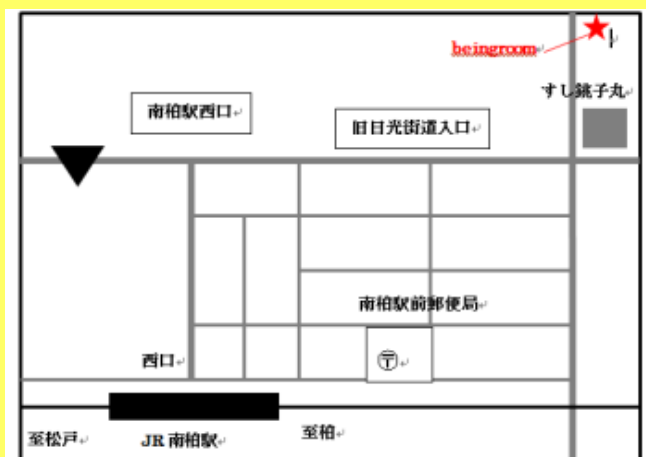 beingroom
すし銚子丸
南柏駅西口
旧日光街道入口
南柏駅前郵便局
〶
西口
至松戸
JR 南柏駅
至柏